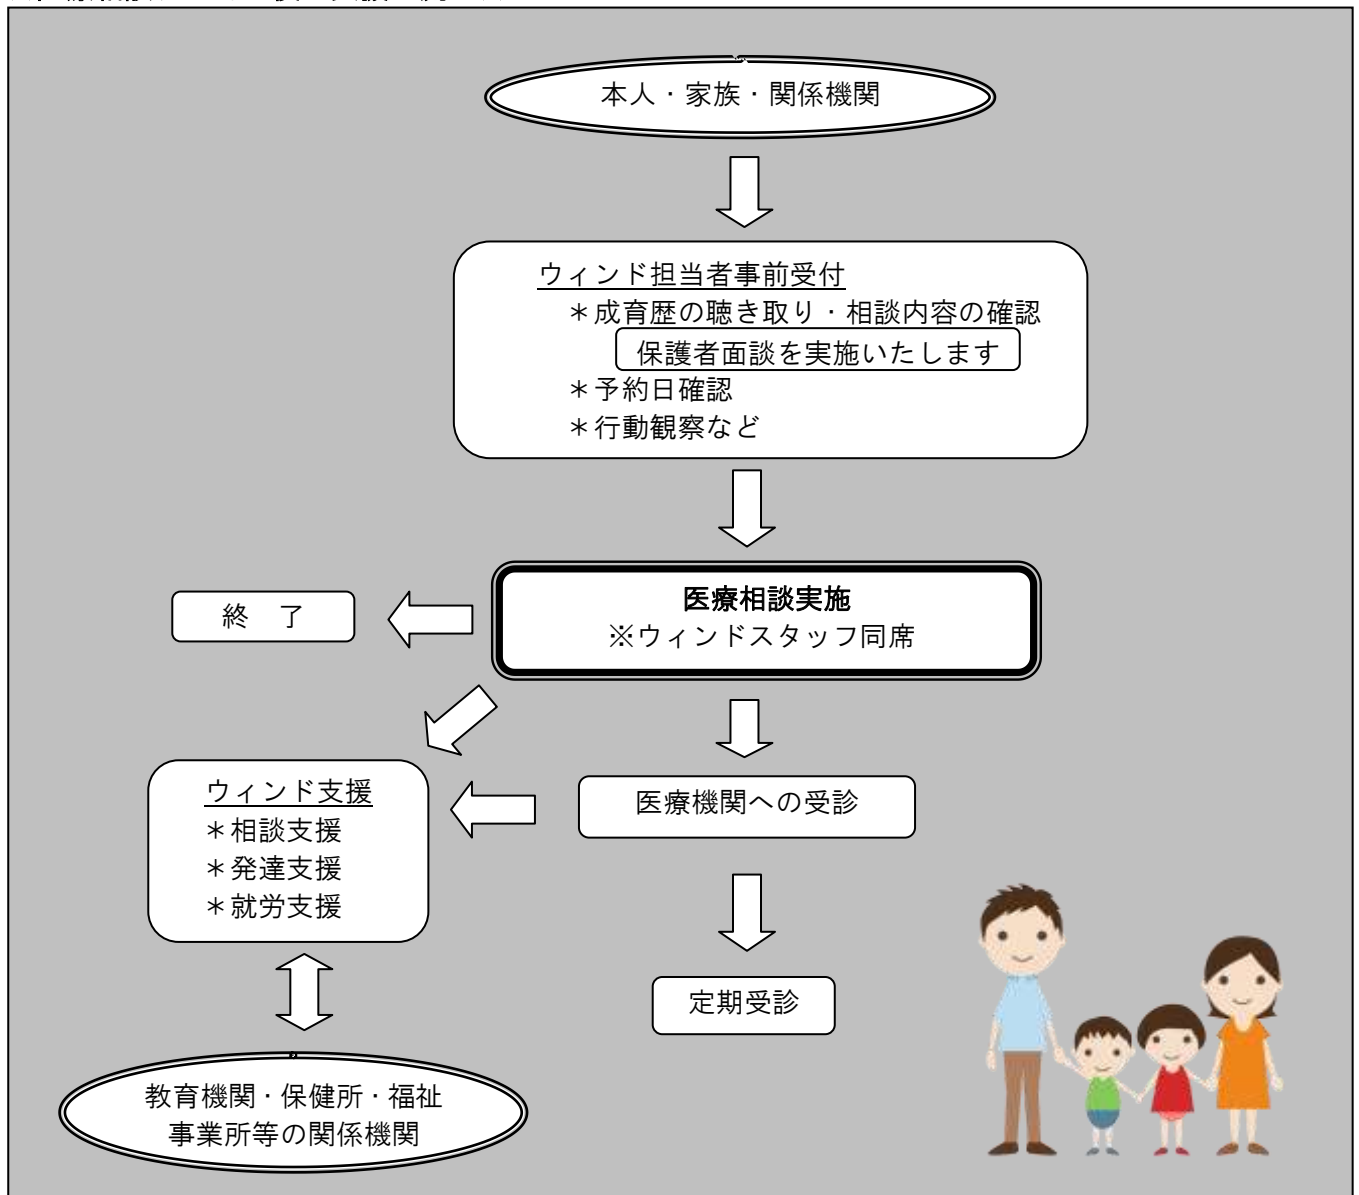 本人・家族・関係機関
ウィンド担当者事前受付
＊成育歴の聴き取り・相談内容の確認
保護者面談を実施いたします
＊予約日確認
＊行動観察など
医療相談実施
※ウィンドスタッフ同席
終　了
医療機関への受診
ウィンド支援
＊相談支援
＊発達支援
＊就労支援
定期受診
教育機関・保健所・福祉
事業所等の関係機関